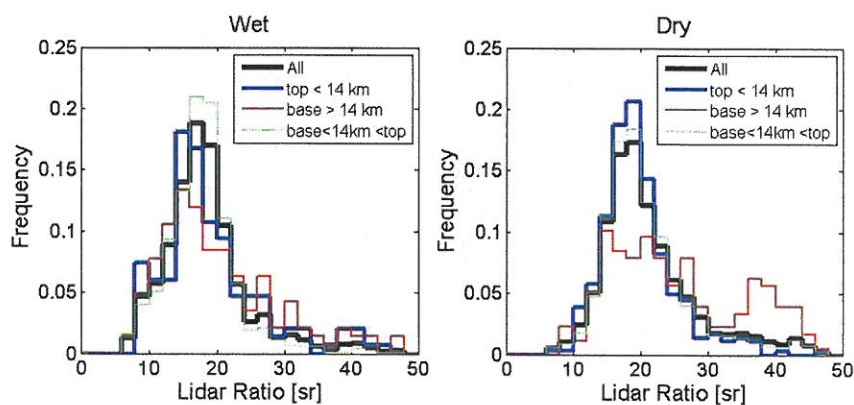 Wet
0.25
0.2
0.15
0.1
0.05
0
Frequency
All
top < 14 km
base > 14 km
base<14km <top
0 10 20 30 40 50
Lidar Ratio [sr]
Dry
0.25
0.2
0.15
0.1
0.05
0
Frequency
All
top < 14 km
base > 14 km
base<14km <top
0 10 20 30 40 50
Lidar Ratio [sr]